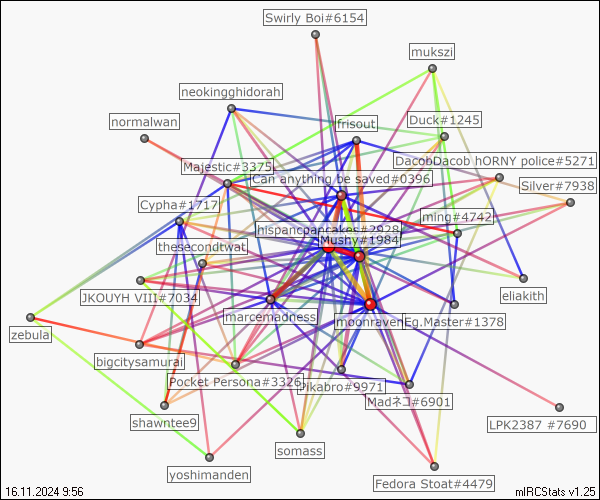 Swirly Boi#6154
mukszi
neokingghidorah
normalwan
frisout
Duck#1245
DacobDacob hORNY police#5271
Majestic#3375
Can anything be saved#0396
Silver#7938
Cypha#1717
ming#4742
hispancpancakes#2928
Mushy#1984
thesecondtwat
JKOUYH VIII#7034
eliakith
marcemadness
moonraven
Eg.Master#1378
zebula
bigcitysamurai
Pocket Persona#3326
Pikabro#9971
Madネコ#6901
shawntee9
LPK2387 #7690
somass
yoshimanden
Fedora Stoat#4479
16.11.2024 9:56
mIRCStats v1.25